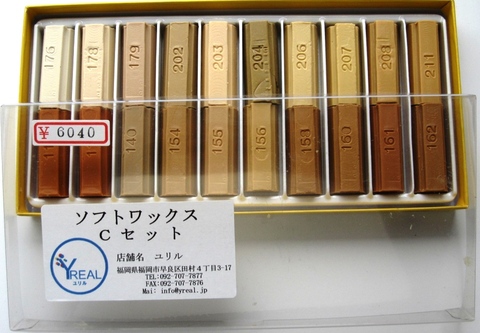 176 178 179 202 203 204 206 207 208 211
140 154 155 156 158 160 161 162
¥6040
ソフトワックス
Cセット
店舗名 ユリル
福岡県福岡市早良区田村4丁目3-17
TEL:092-707-7877
FAX:092-707-7876
Mai: info@yreal.jp
YREAL
ユリル